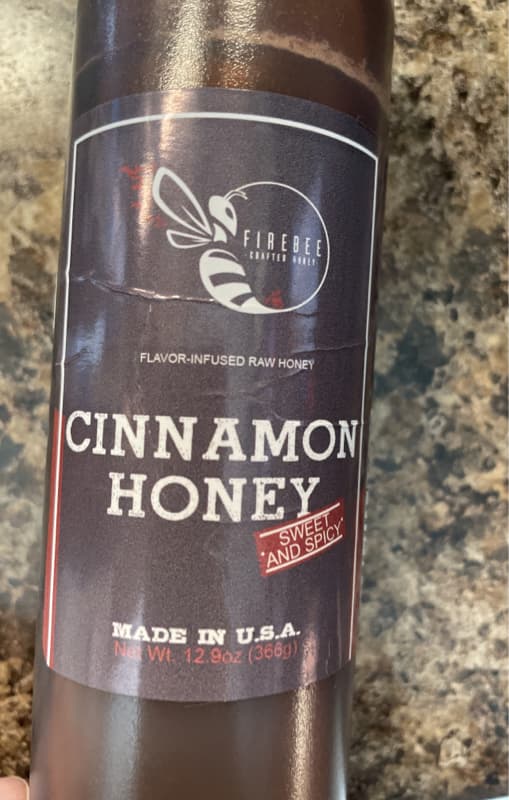 FIREBEE
CRAFTED HONEY
FLAVOR-INFUSED RAW HONEY
CINNAMON
HONEY
SWEET
AND SPICY
MADE IN U.S.A.
Net Wt. 12.9oz (366g)